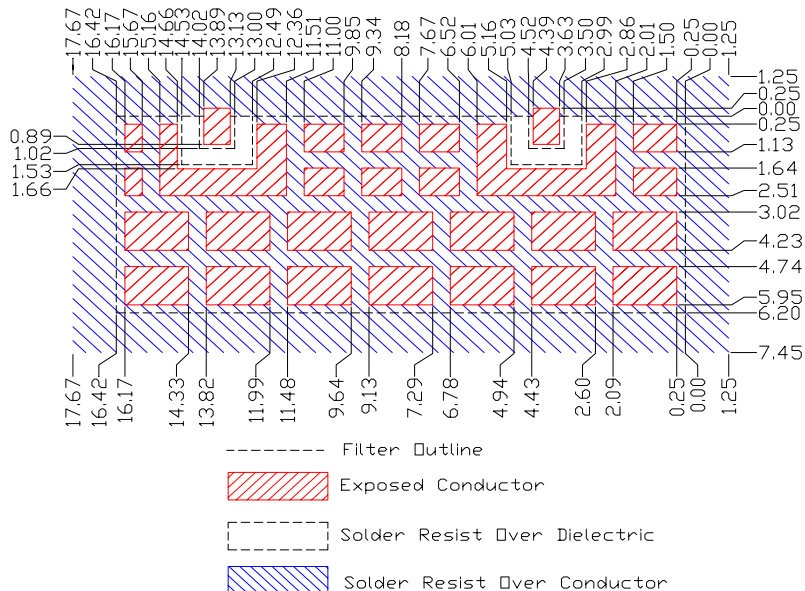 17.67 16.42 16.17 15.67 15.16 14.66 14.53 14.02 13.89 13.13 13.00 12.49 12.36 11.51 11.00 9.85 9.34 8.18 7.67 6.52 6.01 5.16 5.03 4.52 4.39 3.63 3.50 2.99 2.86 2.01 1.50 0.25 0.00 1.25
1.25
0.25
0.00
0.25
0.89
1.13
1.02
1.53
1.64
1.66
2.51
3.02
4.23
4.74
5.95
6.20
7.45
17.67 16.42 16.17 14.33 13.82 11.99 11.48 9.64 9.13 7.29 6.78 4.94 4.43 2.60 2.09 0.25 0.00 1.25
Filter Outline
Exposed Conductor
Solder Resist Over Dielectric
Solder Resist Over Conductor